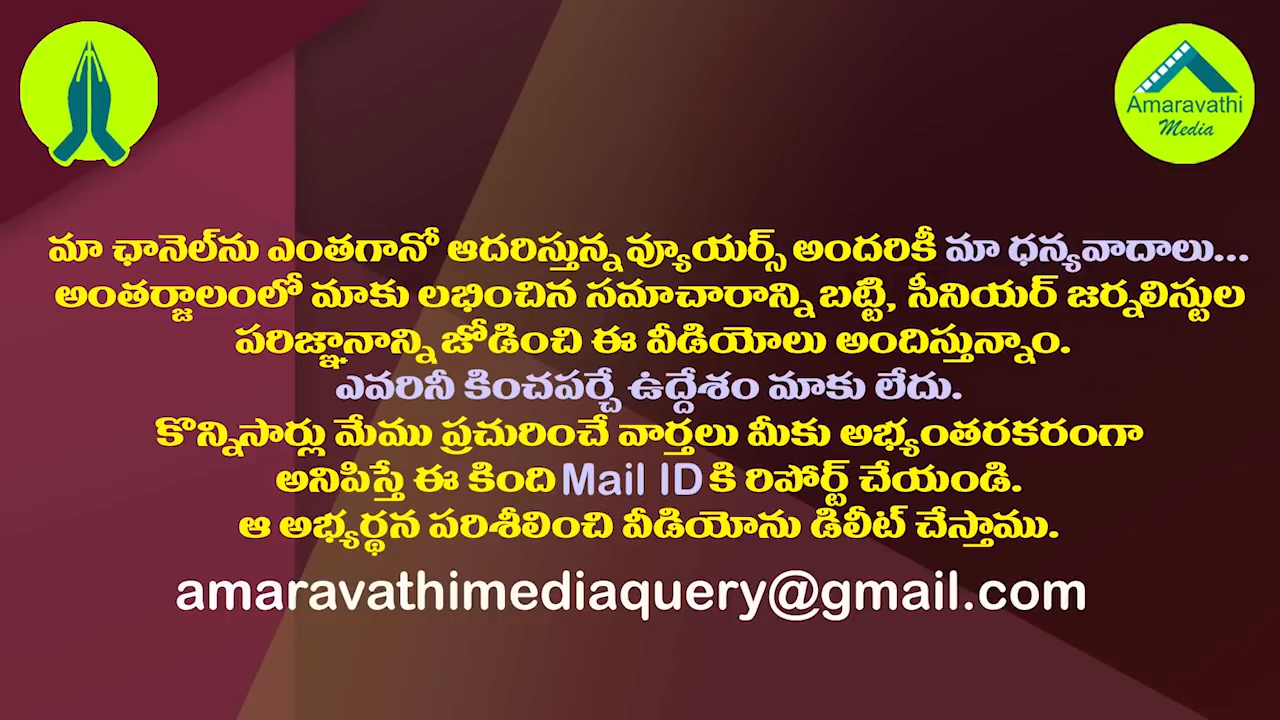 Amaravathi
Media
మా ఛానెల్‌ను ఎంతగానో ఆదరిస్తున్న వ్యూయర్స్ అందరికీ మా ధన్యవాదాలు...
అంతర్జాలంలో మాకు లభించిన సమాచారాన్ని బట్టి, సీనియర్ జర్నలిస్టుల
పరిజ్ఞానాన్ని జోడించి ఈ వీడియోలు అందిస్తున్నాం.
ఎవరినీ కించపర్చే ఉద్దేశం మాకు లేదు.
కొన్నిసార్లు మేము ప్రచురించే వార్తలు మీకు అభ్యంతరకరంగా
అనిపిస్తే ఈ కింది Mail ID కి రిపోర్ట్ చేయండి.
ఆ అభ్యర్థన పరిశీలించి వీడియోను డిలీట్ చేస్తాము.
amaravathimediaquery@gmail.com